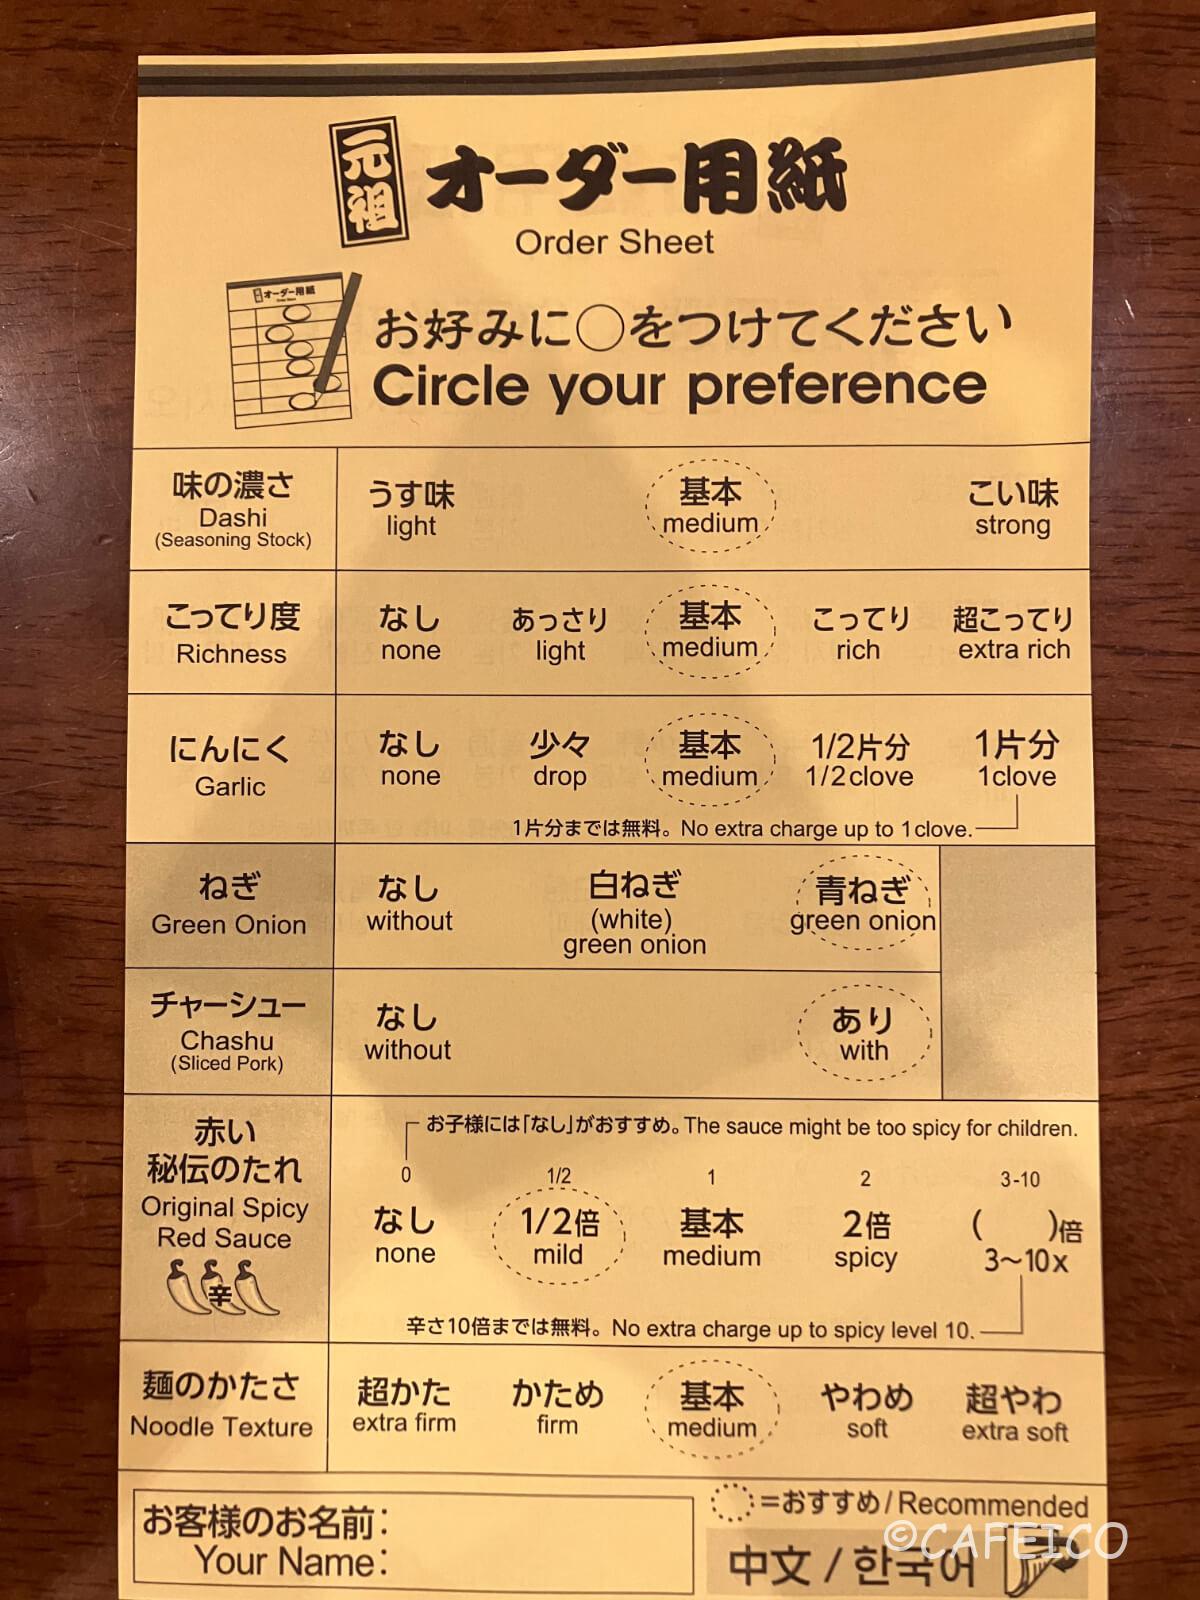 元祖 オーダー用紙
Order Sheet
お好みに○をつけてください
Circle your preference
味の濃さ
Dashi
(Seasoning Stock)
うす味 基本 こい味
light medium strong
こってり度
Richness
なし あっさり 基本 こってり 超こってり
none light medium rich extra rich
にんにく
Garlic
なし 少々 基本 1/2片分 1片分
none drop medium 1/2clove 1clove
1片分までは無料。No extra charge up to 1clove.
ねぎ
Green Onion
なし 白ねぎ 青ねぎ
without (white) green onion
green onion
チャーシュー
Chashu
(Sliced Pork)
なし あり
without with
赤い
秘伝のたれ
Original Spicy
Red Sauce
辛
お子様には「なし」がおすすめ。The sauce might be too spicy for children.
0 1/2 1 2 3-10
なし 1/2倍 基本 2倍 ( )倍
none mild medium spicy 3〜10x
辛さ10倍までは無料。No extra charge up to spicy level 10.
麺のかたさ
Noodle Texture
超かた かため 基本 やわめ 超やわ
extra firm firm medium soft extra soft
お客様のお名前:
Your Name:
=おすすめ/Recommended
中文 / 한국어
©CAFEICO